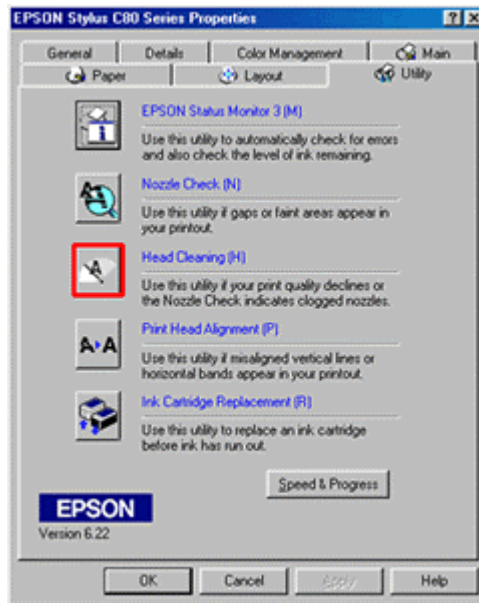 EPSON Stylus C80 Series Properties
General Details Color Management Main
Paper Layout Utility
EPSON Status Monitor 3 (M)
Use this utility to automatically check for errors
and also check the level of ink remaining.
Nozzle Check (N)
Use this utility if gaps or faint areas appear in
your printout.
Head Cleaning (H)
Use this utility if your print quality declines or
the Nozzle Check indicates clogged nozzles.
Print Head Alignment (P)
Use this utility if misaligned vertical lines or
horizontal bands appear in your printout.
Ink Cartridge Replacement (R)
Use this utility to replace an ink cartridge
before ink has run out.
Speed & Progress
EPSON
Version 6.22
OK Cancel Apply Help